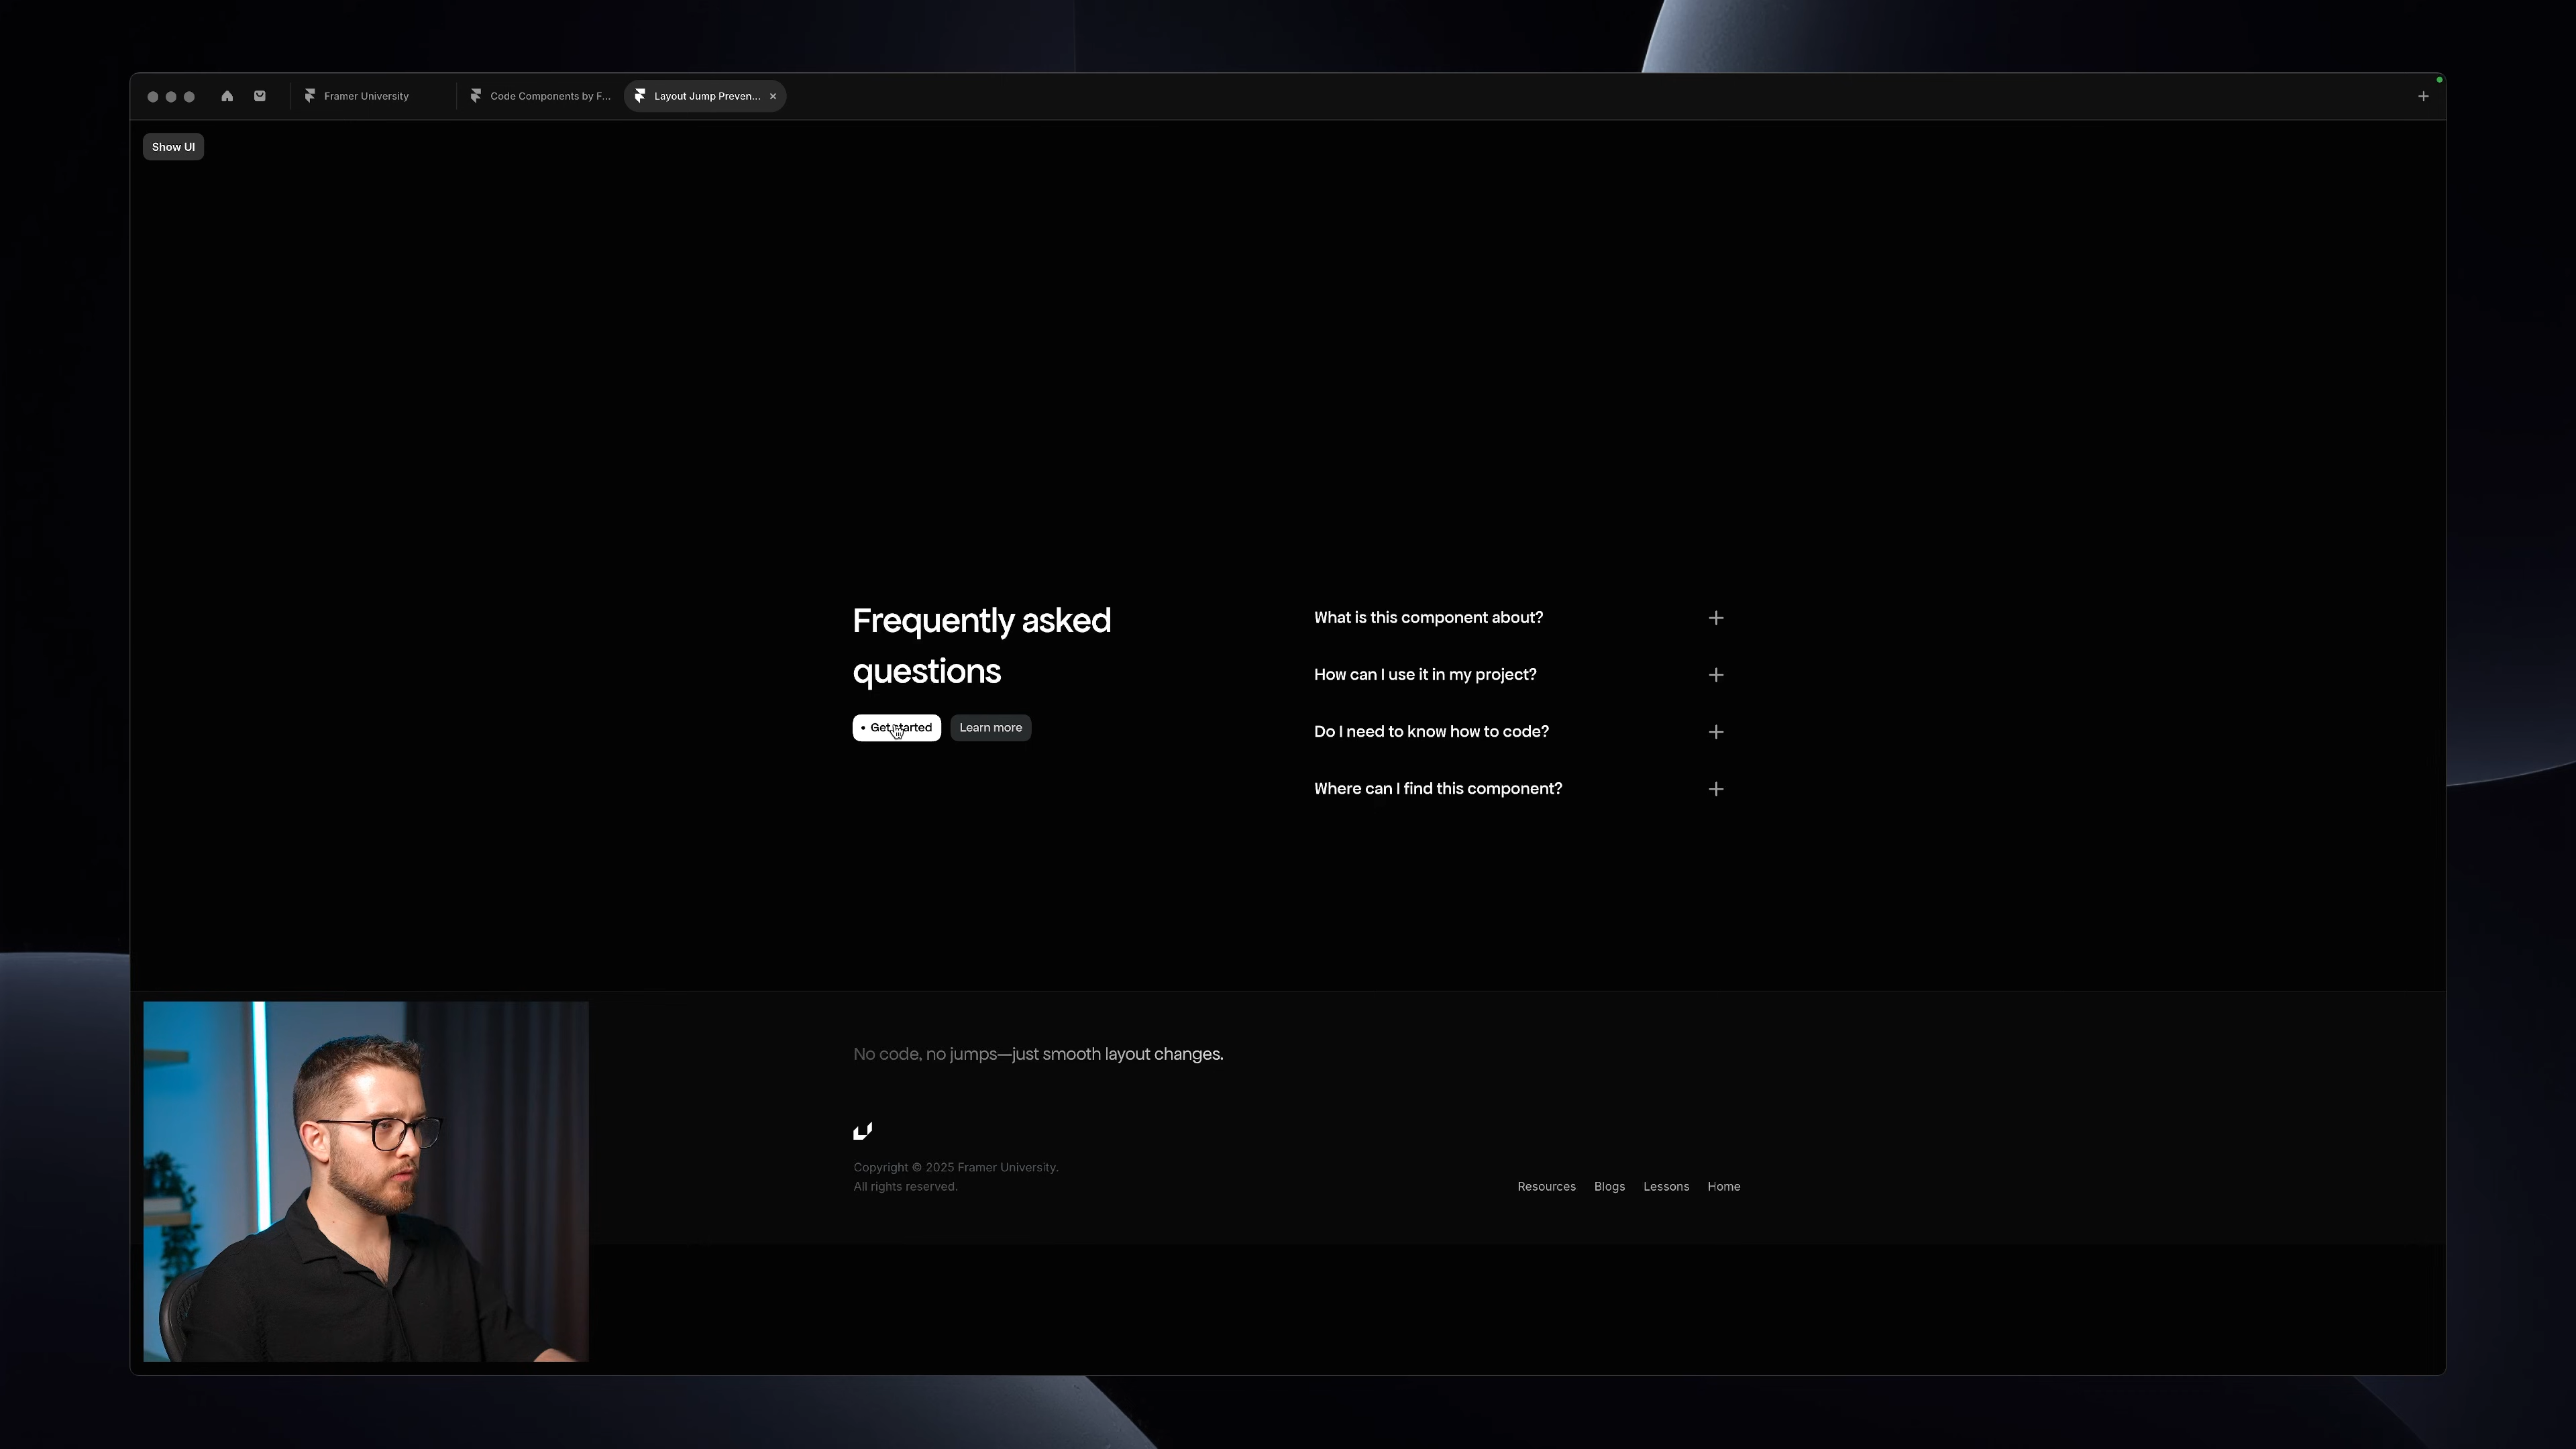 Framer University
Code Components by F...
Layout Jump Preven...
Show UI
Frequently asked
questions
Get started
Learn more
What is this component about?
How can I use it in my project?
Do I need to know how to code?
Where can I find this component?
No code, no jumps—just smooth layout changes.
Copyright © 2025 Framer University.
All rights reserved.
Resources Blogs Lessons Home